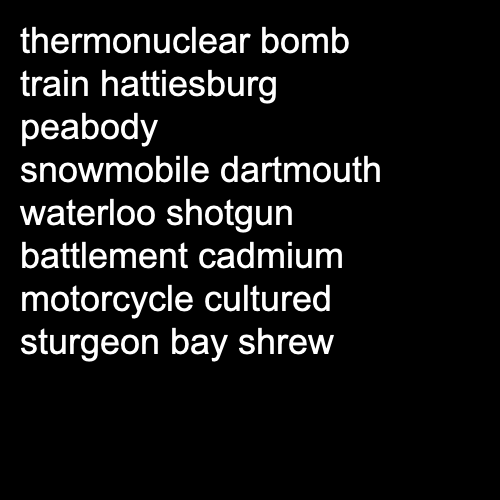 thermonuclear bomb
train hattiesburg
peabody
snowmobile dartmouth
waterloo shotgun
battlement cadmium
motorcycle cultured
sturgeon bay shrew